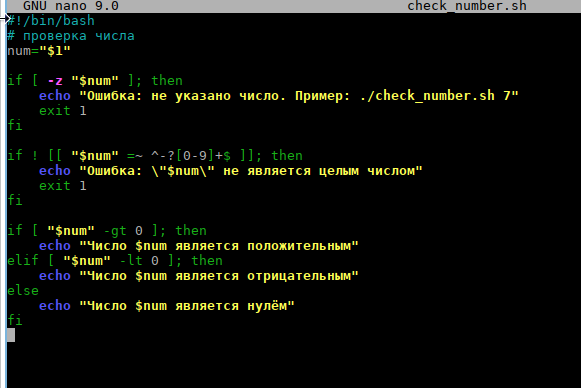 GNU nano 9.0 check_number.sh
#!/bin/bash
# проверка числа
num="$1"

if [ -z "$num" ]; then
    echo "Ошибка: не указано число. Пример: ./check_number.sh 7"
    exit 1
fi

if ! [[ "$num" =~ ^-?[0-9]+$ ]]; then
    echo "Ошибка: \"$num\" не является целым числом"
    exit 1
fi

if [ "$num" -gt 0 ]; then
    echo "Число $num является положительным"
elif [ "$num" -lt 0 ]; then
    echo "Число $num является отрицательным"
else
    echo "Число $num является нулём"
fi